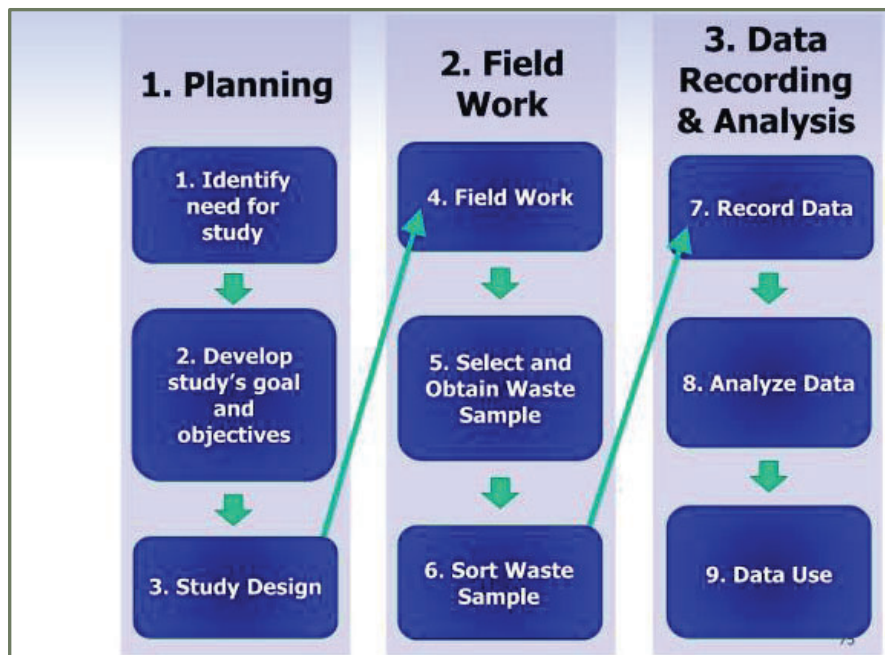 1. Planning
1. Identify
need for
study
2. Develop
study's goal
and
objectives
3. Study Design
2. Field
Work
4. Field Work
5. Select and
Obtain Waste
Sample
6. Sort Waste
Sample
3. Data
Recording
& Analysis
7. Record Data
8. Analyze Data
9. Data Use